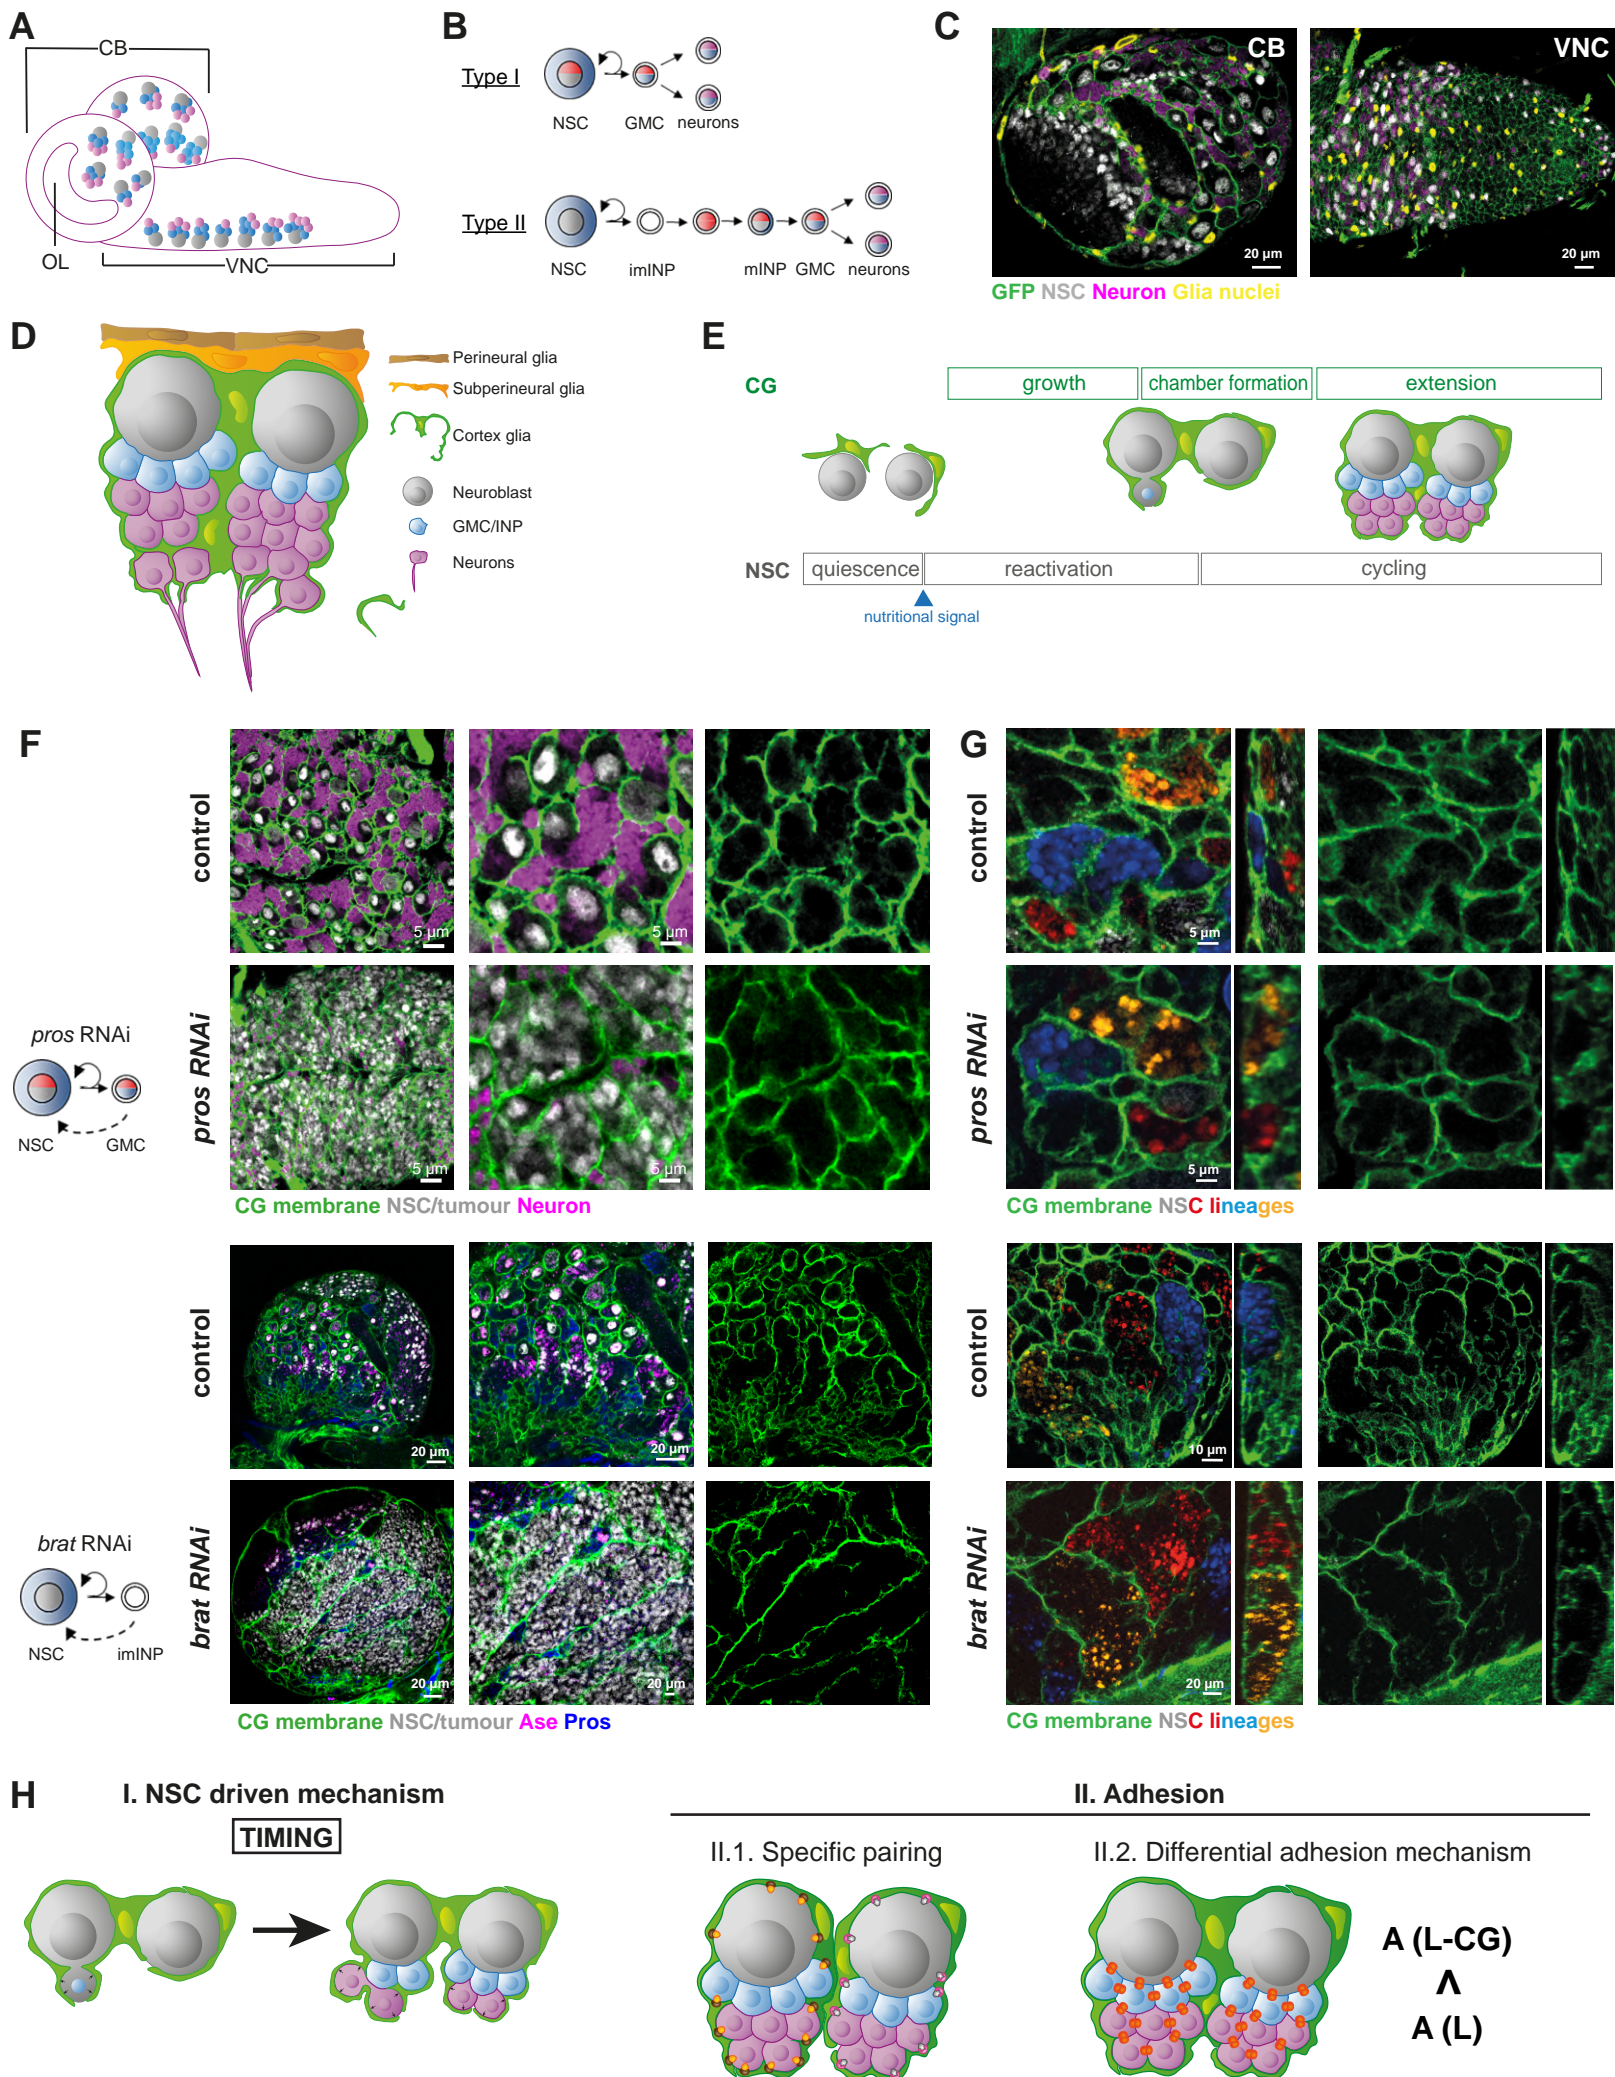 A
CB
OL
VNC
B
Type I
NSC
GMC
neurons
Type II
NSC
imINP
mINP
GMC
neurons
C
CB
20 µm
VNC
20 µm
GFP NSC Neuron Glia nuclei
D
Perineural glia
Subperineural glia
Cortex glia
Neuroblast
GMC/INP
Neurons
E
CG
growth
chamber formation
extension
NSC
quiescence
reactivation
cycling
nutritional signal
F
control
5 µm
5 µm
pros RNAi
NSC
GMC
pros RNAi
5 µm
5 µm
CG membrane NSC/tumour Neuron
control
20 µm
20 µm
brat RNAi
NSC
imINP
brat RNAi
20 µm
20 µm
CG membrane NSC/tumour Ase Pros
G
control
5 µm
pros RNAi
5 µm
CG membrane NSC lineages
control
10 µm
brat RNAi
20 µm
CG membrane NSC lineages
H
I. NSC driven mechanism
TIMING
II. Adhesion
II.1. Specific pairing
II.2. Differential adhesion mechanism
A (L-CG)
Λ
A (L)